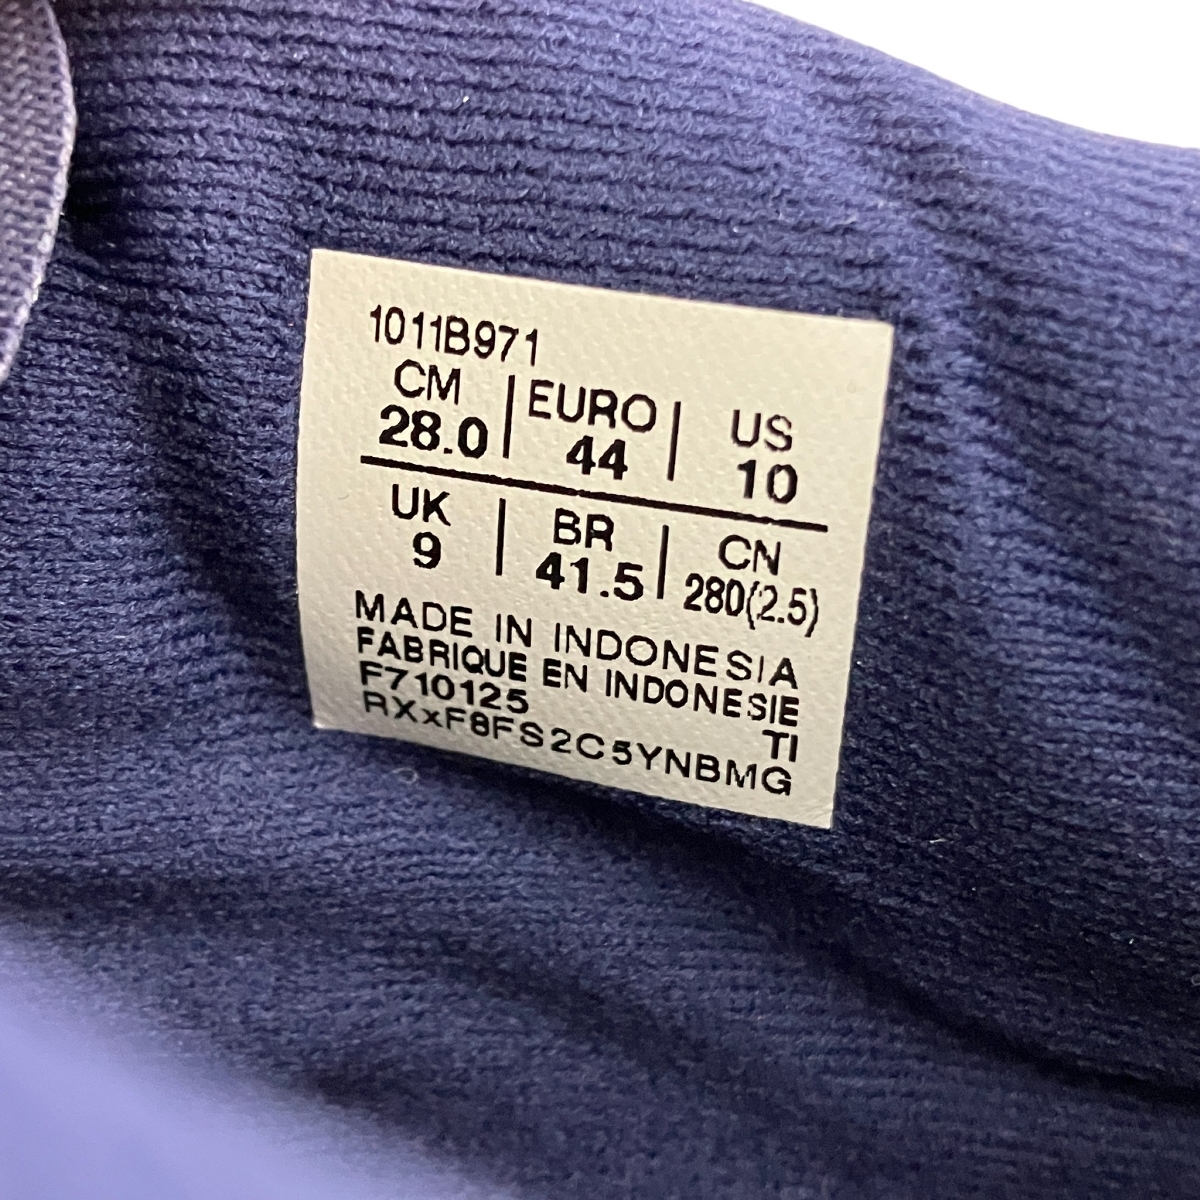 1011B971
CM | EURO | US
28.0 | 44 | 10
UK | BR | CN
9 | 41.5 | 280(2.5)
MADE IN INDONESIA
FABRIQUE EN INDONESIE
F710125
TI
RXxF8FS2C5YNBMG